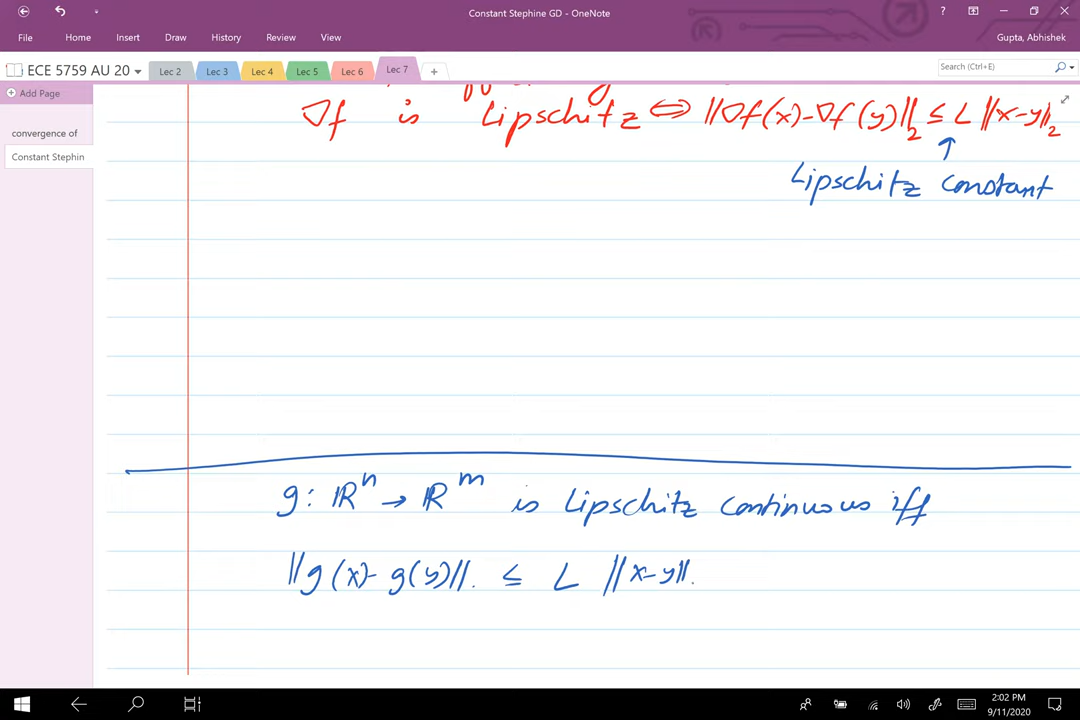 Constant Stephine GD - OneNote
Gupta, Abhishek
File Home Insert Draw History Review View
ECE 5759 AU 20 Lec 2 Lec 3 Lec 4 Lec 5 Lec 6 Lec 7 +
Search (Ctrl+E)
Add Page
convergence of
Constant Stephin
∇f is Lipschitz ⇔ ||∇f(x)-∇f(y)||₂ ≤ L ||x-y||₂
↑
Lipschitz constant
g: ℝⁿ → ℝᵐ is Lipschitz continuous iff
||g(x)- g(y)||. ≤ L ||x-y||.
2:02 PM
9/11/2020